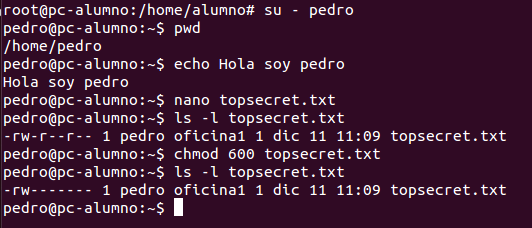 root@pc-alumno:/home/alumno# su - pedro
pedro@pc-alumno:~$ pwd
/home/pedro
pedro@pc-alumno:~$ echo Hola soy pedro
Hola soy pedro
pedro@pc-alumno:~$ nano topsecret.txt
pedro@pc-alumno:~$ ls -l topsecret.txt
-rw-r--r-- 1 pedro oficina1 1 dic 11 11:09 topsecret.txt
pedro@pc-alumno:~$ chmod 600 topsecret.txt
pedro@pc-alumno:~$ ls -l topsecret.txt
-rw------- 1 pedro oficina1 1 dic 11 11:09 topsecret.txt
pedro@pc-alumno:~$